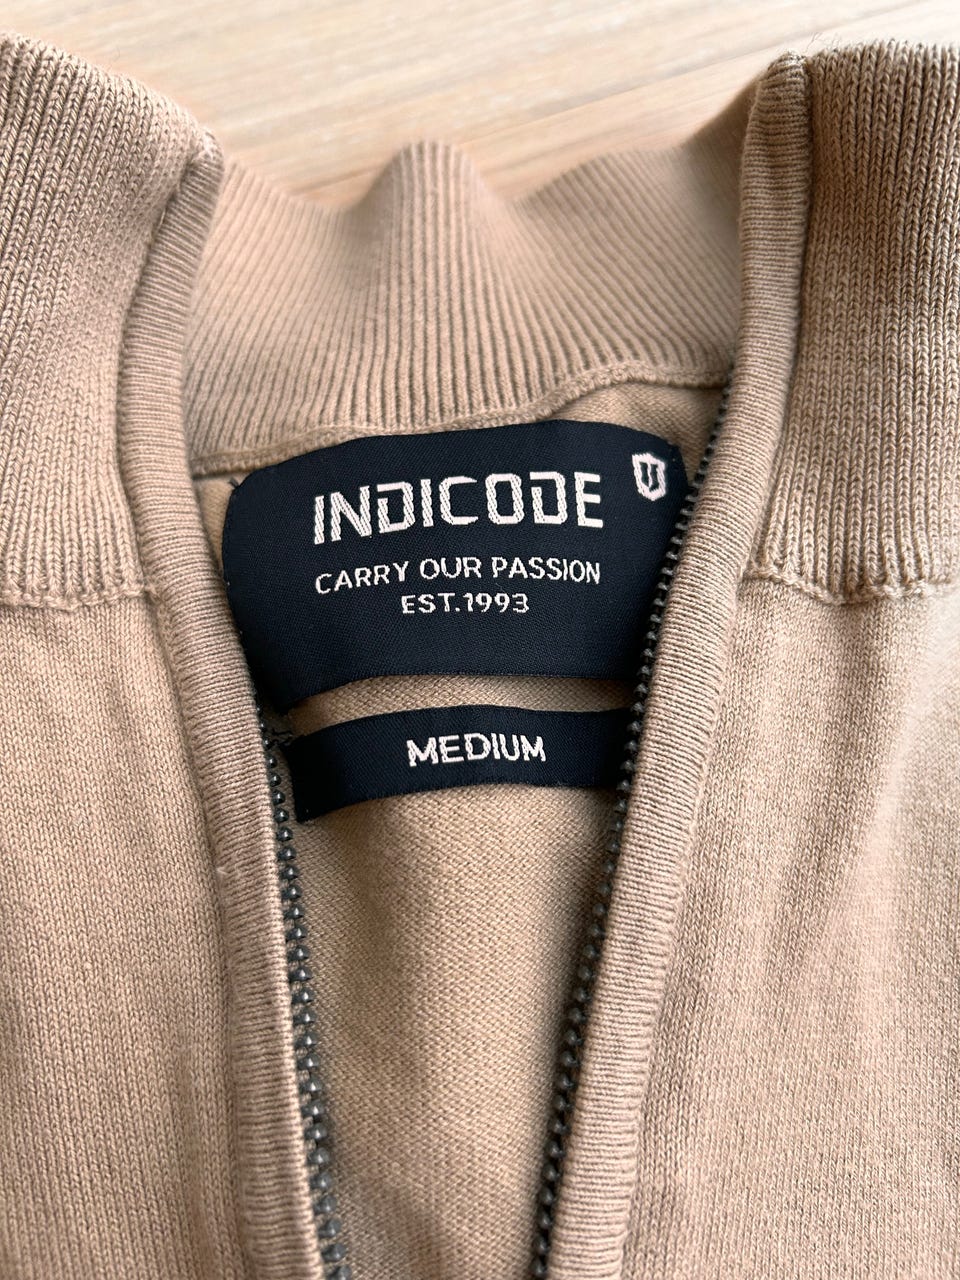 INDICODE
CARRY OUR PASSION
EST.1993
MEDIUM